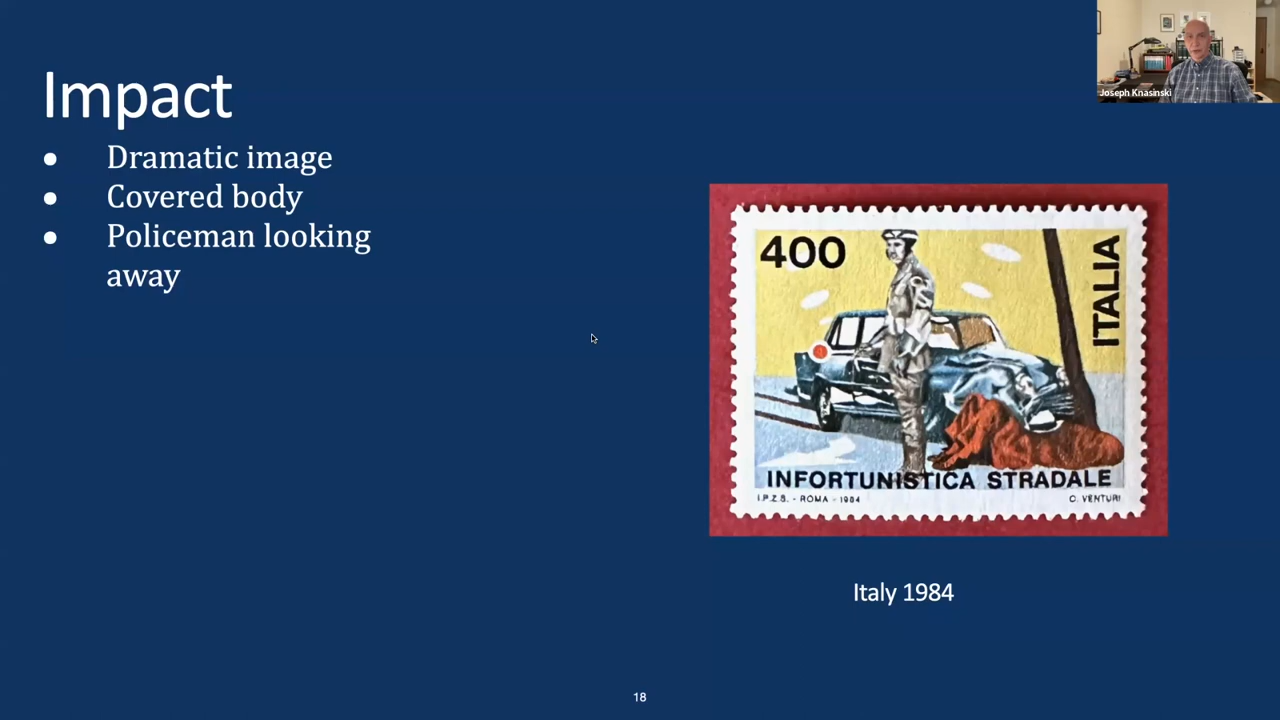 Impact
● Dramatic image
● Covered body
● Policeman looking
away
Joseph Knasinski
400
ITALIA
INFORTUNISTICA STRADALE
I.P.Z.S. - ROMA - 1984
C. VENTURI
Italy 1984
18